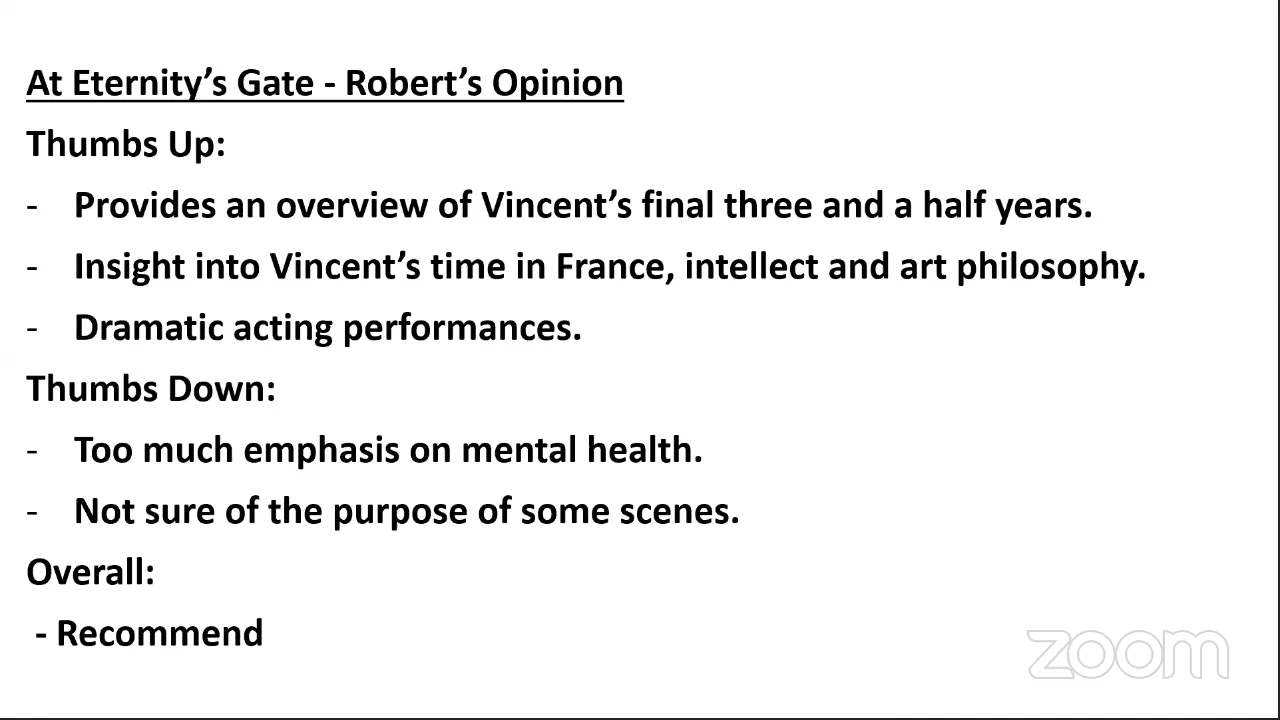 At Eternity’s Gate - Robert’s Opinion
Thumbs Up:
- Provides an overview of Vincent’s final three and a half years.
- Insight into Vincent’s time in France, intellect and art philosophy.
- Dramatic acting performances.
Thumbs Down:
- Too much emphasis on mental health.
- Not sure of the purpose of some scenes.
Overall:
- Recommend
zoom